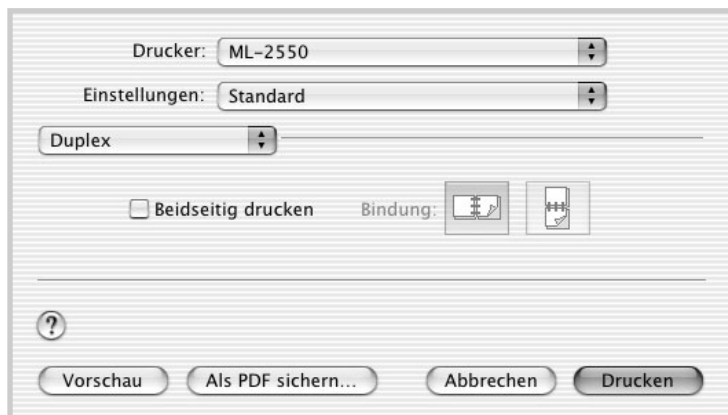 Drucker: ML-2550
Einstellungen: Standard
Duplex
Beidseitig drucken Bindung:
?
Vorschau Als PDF sichern... Abbrechen Drucken